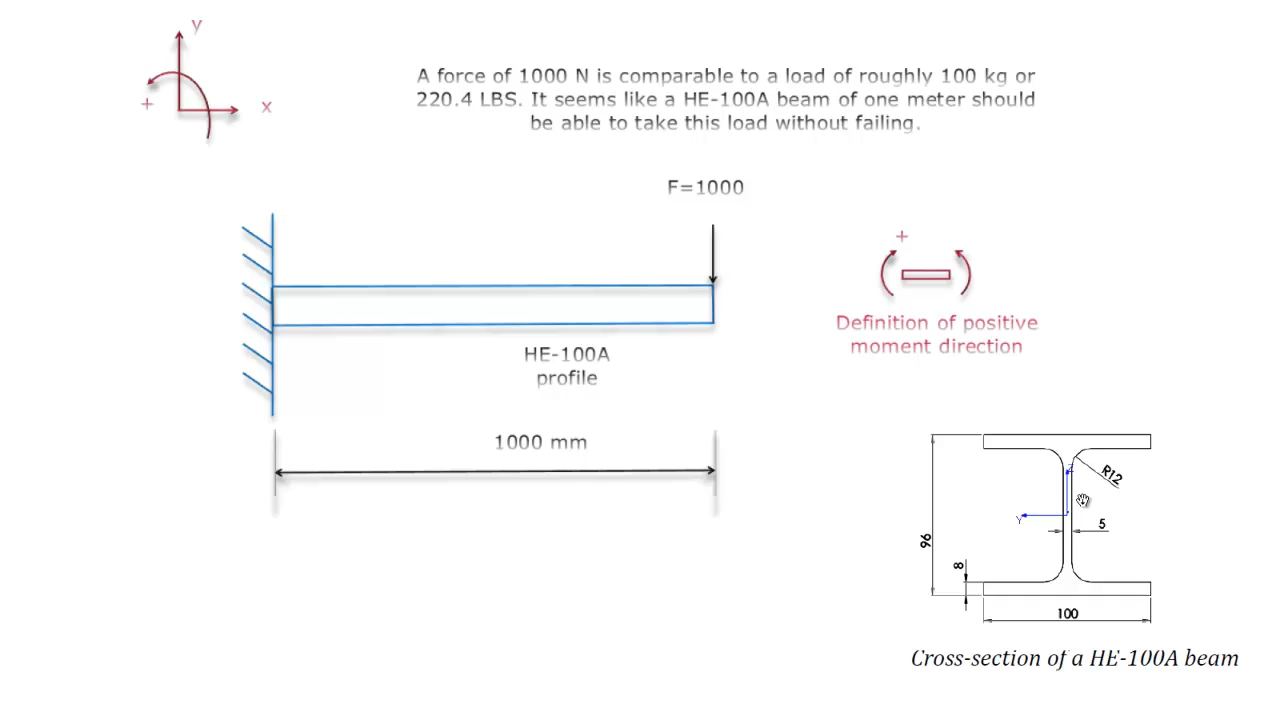 y
+
x
A force of 1000 N is comparable to a load of roughly 100 kg or
220.4 LBS. It seems like a HE-100A beam of one meter should
be able to take this load without failing.
F=1000
+
Definition of positive
moment direction
HE-100A
profile
1000 mm
R12
Y
5
96
8
100
Cross-section of a HE-100A beam